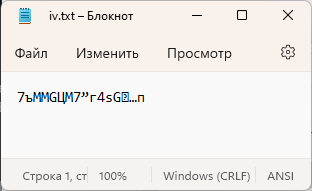 iv.txt – Блокнот
Файл Изменить Просмотр
7ъMMGЦM7”г4sG…п
Строка 1, ст 100% Windows (CRLF) ANSI